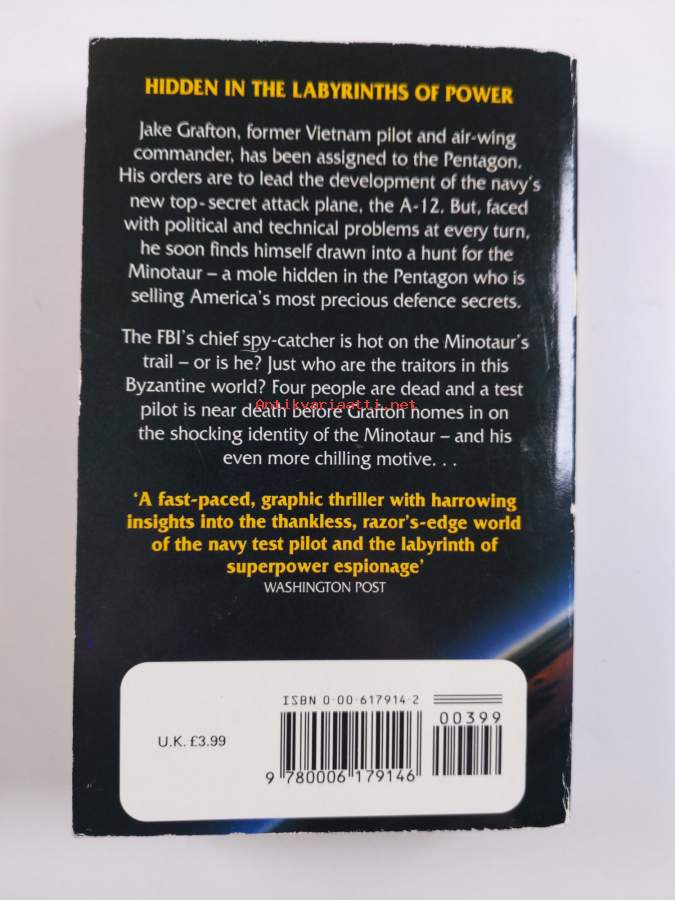 HIDDEN IN THE LABYRINTHS OF POWER
Jake Grafton, former Vietnam pilot and air-wing
commander, has been assigned to the Pentagon.
His orders are to lead the development of the navy's
new top-secret attack plane, the A-12. But, faced
with political and technical problems at every turn,
he soon finds himself drawn into a hunt for the
Minotaur – a mole hidden in the Pentagon who is
selling America's most precious defence secrets.
The FBI's chief spy-catcher is hot on the Minotaur's
trail – or is he? Just who are the traitors in this
Byzantine world? Four people are dead and a test
Antikvariaatti.net
pilot is near death before Grafton homes in on
the shocking identity of the Minotaur – and his
even more chilling motive. . .
'A fast-paced, graphic thriller with harrowing
insights into the thankless, razor's-edge world
of the navy test pilot and the labyrinth of
superpower espionage'
WASHINGTON POST
ISBN 0-00-617914-2
00399
U.K. £3.99
9 780006 179146